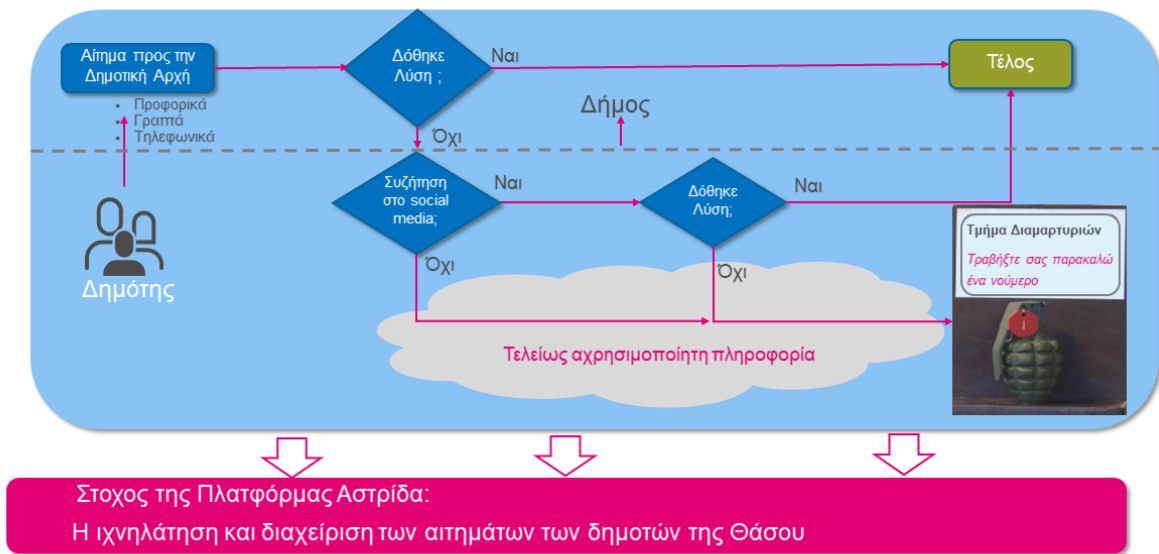 Αίτημα προς την
Δημοτική Αρχή
Προφορικά
Γραπτά
Τηλεφωνικά
Δόθηκε
Λύση ;
Ναι
Τέλος
Όχι
Δήμος
Δημότης
Συζήτηση
στο social
media;
Ναι
Δόθηκε
Λύση;
Ναι
Όχι
Όχι
Τμήμα Διαμαρτυριών
Τραβήξτε σας παρακαλώ
ένα νούμερο
1
Τελείως αχρησιμοποίητη πληροφορία
Στοχος της Πλατφόρμας Αστρίδα:
Η ιχνηλάτηση και διαχείριση των αιτημάτων των δημοτών της Θάσου